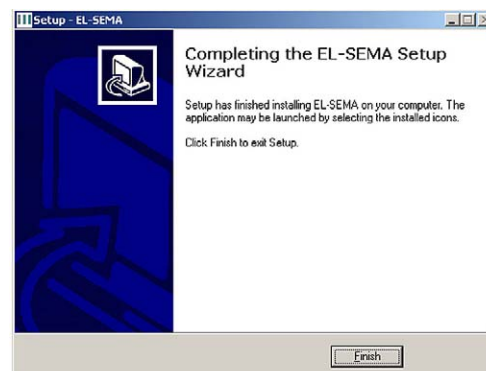 Setup - EL-SEMA
Completing the EL-SEMA Setup
Wizard
Setup has finished installing EL-SEMA on your computer. The
application may be launched by selecting the installed icons.
Click Finish to exit Setup.
Finish